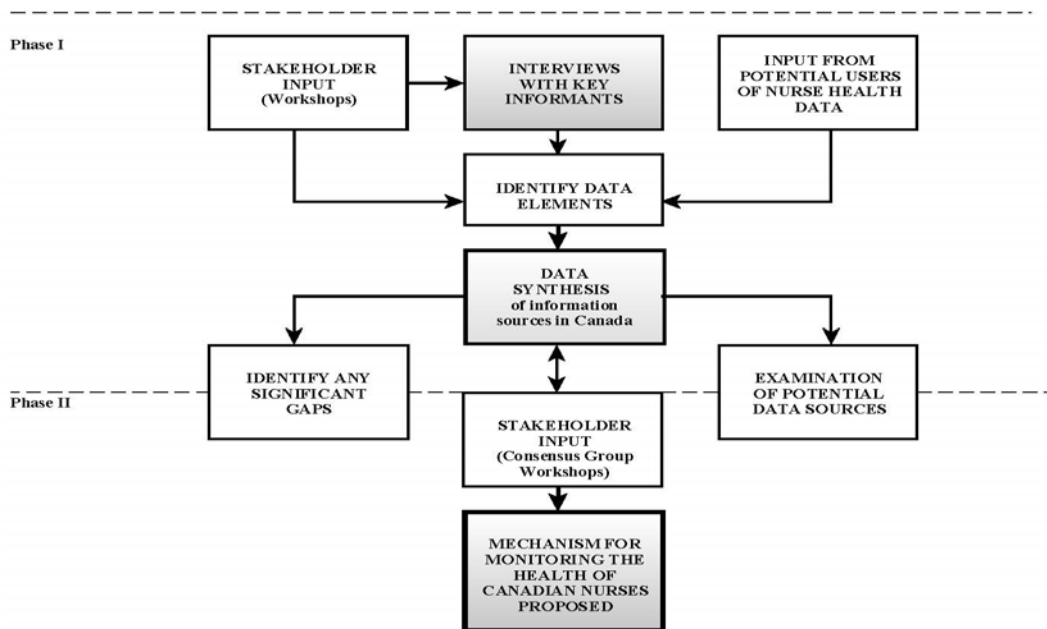 Phase I
STAKEHOLDER
INPUT
(Workshops)
INTERVIEWS
WITH KEY
INFORMANTS
INPUT FROM
POTENTIAL USERS
OF NURSE HEALTH
DATA
IDENTIFY DATA
ELEMENTS
DATA
SYNTHESIS
of information
sources in Canada
IDENTIFY ANY
SIGNIFICANT
GAPS
EXAMINATION
OF POTENTIAL
DATA SOURCES
Phase II
STAKEHOLDER
INPUT
(Consensus Group
Workshops)
MECHANISM FOR
MONITORING THE
HEALTH OF
CANADIAN NURSES
PROPOSED